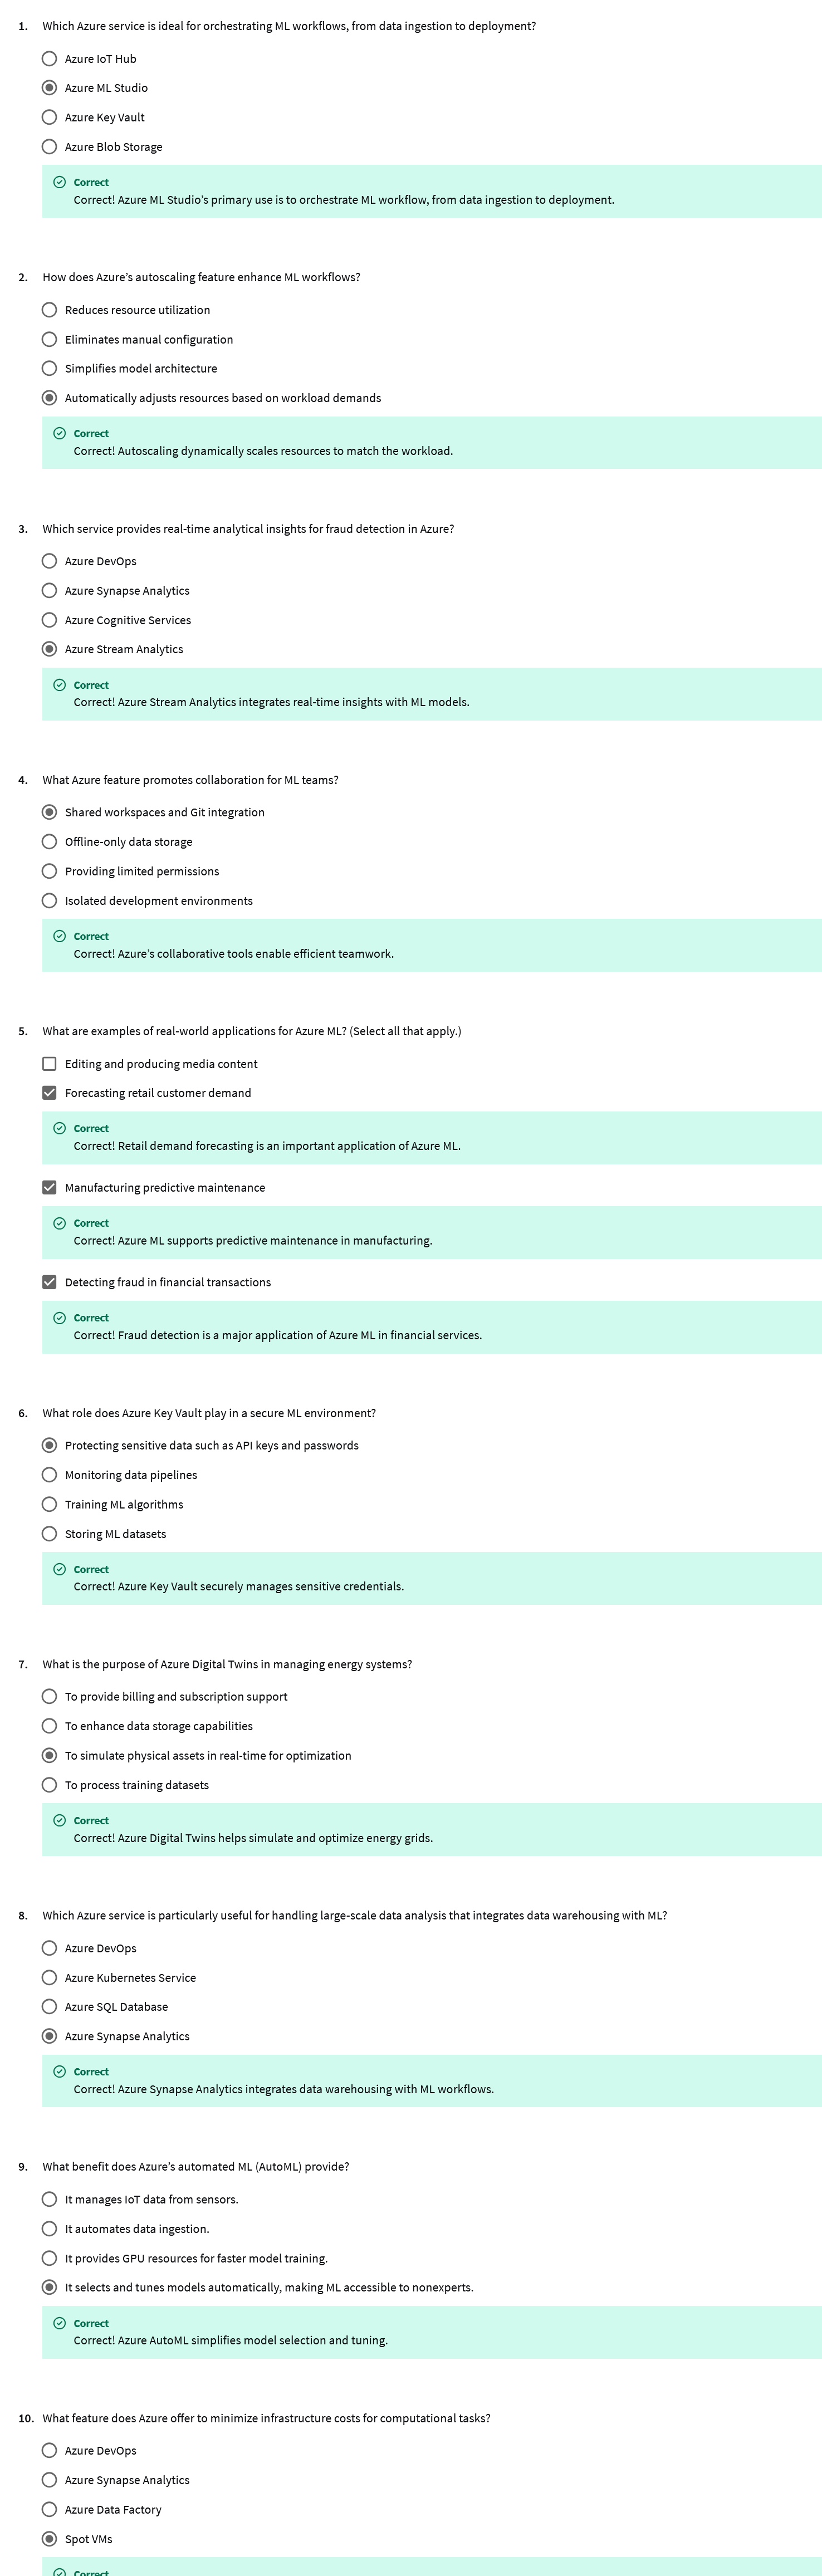 1. Which Azure service is ideal for orchestrating ML workflows, from data ingestion to deployment?
Azure IoT Hub
Azure ML Studio
Azure Key Vault
Azure Blob Storage
Correct
Correct! Azure ML Studio’s primary use is to orchestrate ML workflow, from data ingestion to deployment.
2. How does Azure’s autoscaling feature enhance ML workflows?
Reduces resource utilization
Eliminates manual configuration
Simplifies model architecture
Automatically adjusts resources based on workload demands
Correct
Correct! Autoscaling dynamically scales resources to match the workload.
3. Which service provides real-time analytical insights for fraud detection in Azure?
Azure DevOps
Azure Synapse Analytics
Azure Cognitive Services
Azure Stream Analytics
Correct
Correct! Azure Stream Analytics integrates real-time insights with ML models.
4. What Azure feature promotes collaboration for ML teams?
Shared workspaces and Git integration
Offline-only data storage
Providing limited permissions
Isolated development environments
Correct
Correct! Azure’s collaborative tools enable efficient teamwork.
5. What are examples of real-world applications for Azure ML? (Select all that apply.)
Editing and producing media content
Forecasting retail customer demand
Correct
Correct! Retail demand forecasting is an important application of Azure ML.
Manufacturing predictive maintenance
Correct
Correct! Azure ML supports predictive maintenance in manufacturing.
Detecting fraud in financial transactions
Correct
Correct! Fraud detection is a major application of Azure ML in financial services.
6. What role does Azure Key Vault play in a secure ML environment?
Protecting sensitive data such as API keys and passwords
Monitoring data pipelines
Training ML algorithms
Storing ML datasets
Correct
Correct! Azure Key Vault securely manages sensitive credentials.
7. What is the purpose of Azure Digital Twins in managing energy systems?
To provide billing and subscription support
To enhance data storage capabilities
To simulate physical assets in real-time for optimization
To process training datasets
Correct
Correct! Azure Digital Twins helps simulate and optimize energy grids.
8. Which Azure service is particularly useful for handling large-scale data analysis that integrates data warehousing with ML?
Azure DevOps
Azure Kubernetes Service
Azure SQL Database
Azure Synapse Analytics
Correct
Correct! Azure Synapse Analytics integrates data warehousing with ML workflows.
9. What benefit does Azure’s automated ML (AutoML) provide?
It manages IoT data from sensors.
It automates data ingestion.
It provides GPU resources for faster model training.
It selects and tunes models automatically, making ML accessible to nonexperts.
Correct
Correct! Azure AutoML simplifies model selection and tuning.
10. What feature does Azure offer to minimize infrastructure costs for computational tasks?
Azure DevOps
Azure Synapse Analytics
Azure Data Factory
Spot VMs
Correct